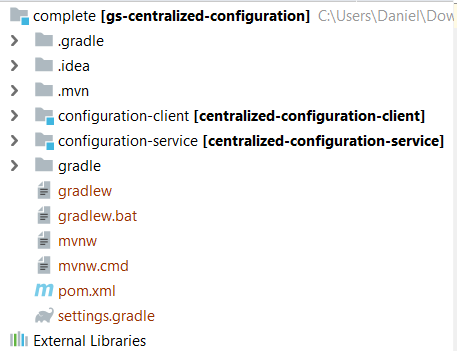 complete [gs-centralized-configuration] C:\Users\Daniel\Dow
.gradle
.idea
.mvn
configuration-client [centralized-configuration-client]
configuration-service [centralized-configuration-service]
gradle
gradlew
gradlew.bat
mvnw
mvnw.cmd
m pom.xml
settings.gradle
External Libraries